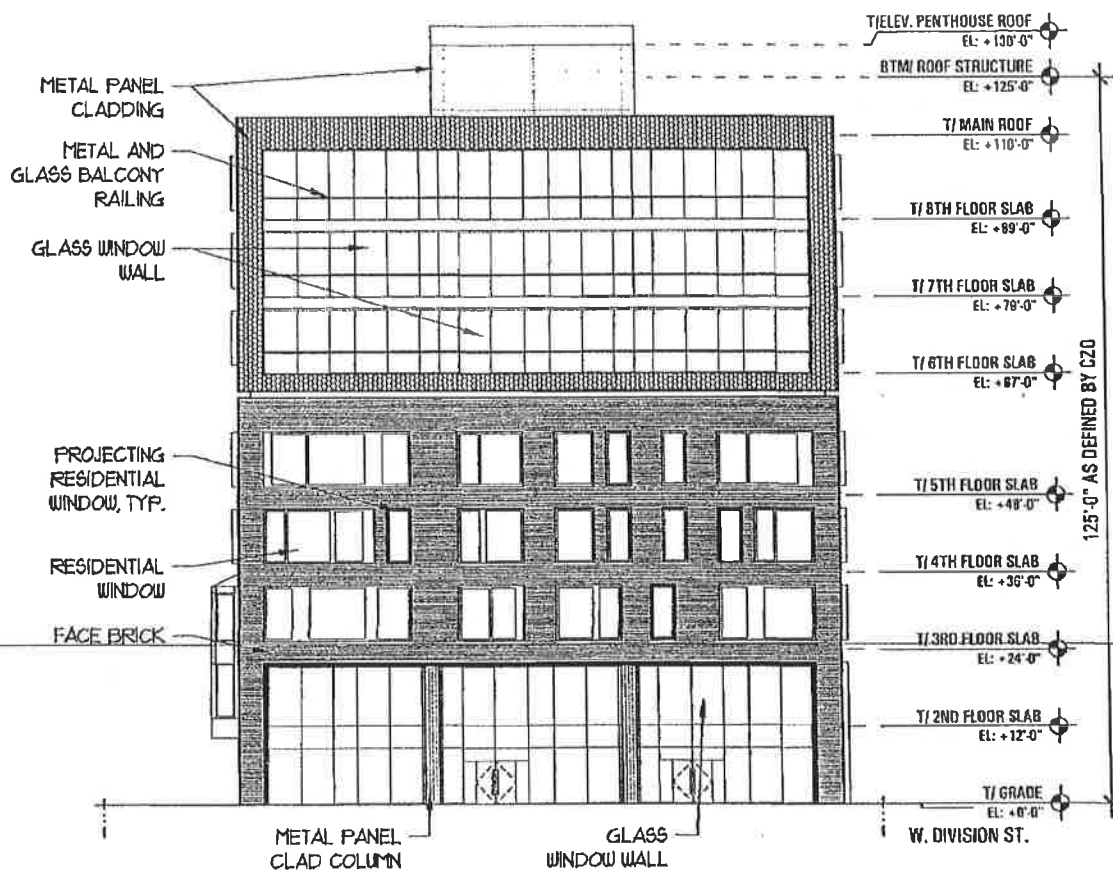 T/ELEV. PENTHOUSE ROOF
EL: +130'-0"
BTM/ ROOF STRUCTURE
EL: +125'-0"
T/ MAIN ROOF
EL: +110'-0"
T/ 8TH FLOOR SLAB
EL: +89'-0"
T/ 7TH FLOOR SLAB
EL: +79'-0"
T/ 6TH FLOOR SLAB
EL: +67'-0"
T/ 5TH FLOOR SLAB
EL: +48'-0"
T/ 4TH FLOOR SLAB
EL: +36'-0"
T/ 3RD FLOOR SLAB
EL: +24'-0"
T/ 2ND FLOOR SLAB
EL: +12'-0"
T/ GRADE
EL: +0'-0"
W. DIVISION ST.
125'-0" AS DEFINED BY CZO
METAL PANEL
CLADDING
METAL AND
GLASS BALCONY
RAILING
GLASS WINDOW
WALL
PROJECTING
RESIDENTIAL
WINDOW, TYP.
RESIDENTIAL
WINDOW
FACE BRICK
METAL PANEL
CLAD COLUMN
GLASS
WINDOW WALL